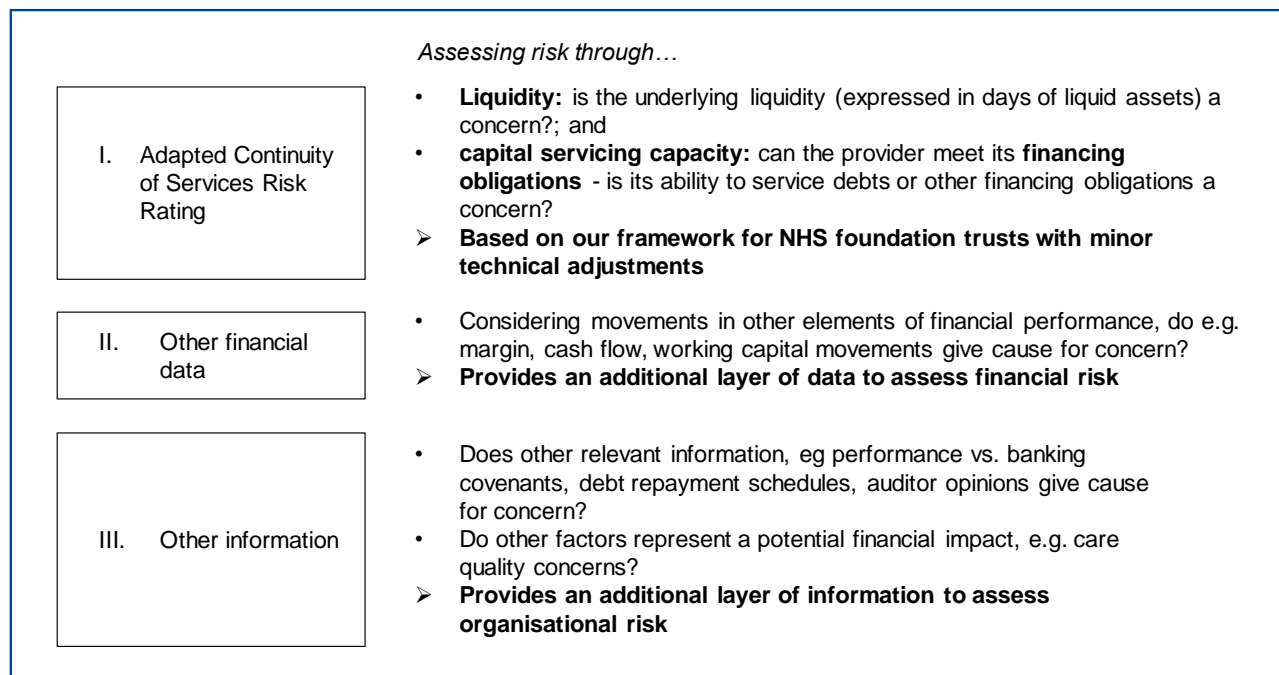 Assessing risk through…
I. Adapted Continuity
of Services Risk
Rating
• Liquidity: is the underlying liquidity (expressed in days of liquid assets) a
concern?; and
• capital servicing capacity: can the provider meet its financing
obligations - is its ability to service debts or other financing obligations a
concern?
➢ Based on our framework for NHS foundation trusts with minor
technical adjustments
II. Other financial
data
• Considering movements in other elements of financial performance, do e.g.
margin, cash flow, working capital movements give cause for concern?
➢ Provides an additional layer of data to assess financial risk
III. Other information
• Does other relevant information, eg performance vs. banking
covenants, debt repayment schedules, auditor opinions give cause
for concern?
• Do other factors represent a potential financial impact, e.g. care
quality concerns?
➢ Provides an additional layer of information to assess
organisational risk